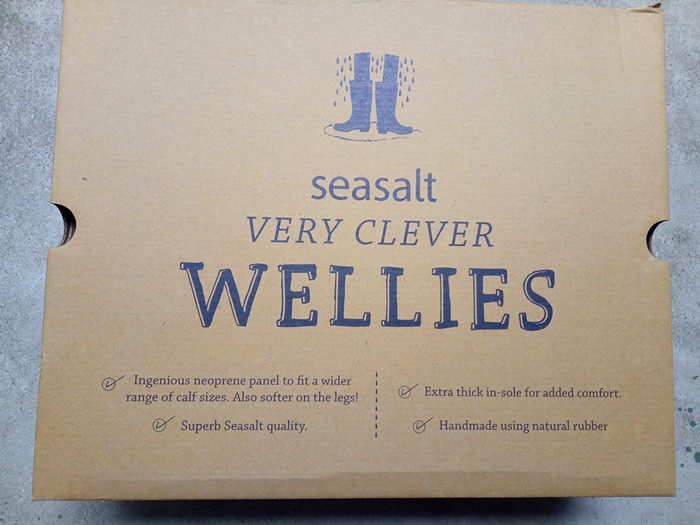 seasalt
VERY CLEVER
WELLIES
Ingenious neoprene panel to fit a wider
range of calf sizes. Also softer on the legs!
Superb Seasalt quality.
Extra thick in-sole for added comfort.
Handmade using natural rubber